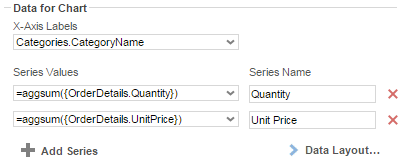 Data for Chart
X-Axis Labels
Categories.CategoryName
Series Values Series Name
=aggsum({OrderDetails.Quantity}) Quantity
=aggsum({OrderDetails.UnitPrice}) Unit Price
Add Series Data Layout...